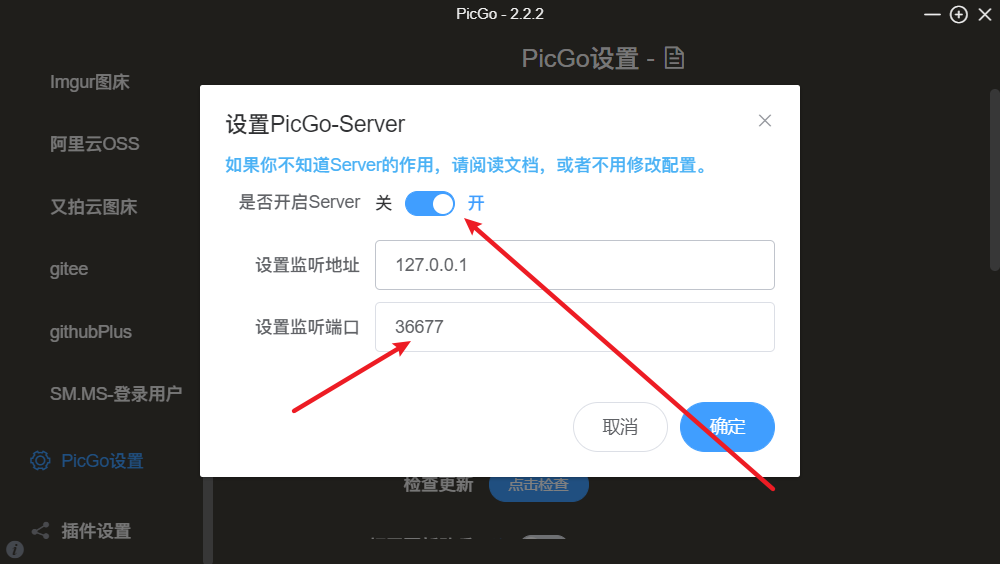 PicGo - 2.2.2
PicGo设置 -
Imgur图床
阿里云OSS
又拍云图床
gitee
githubPlus
SM.MS-登录用户
PicGo设置
插件设置
设置PicGo-Server
如果你不知道Server的作用，请阅读文档，或者不用修改配置。
是否开启Server 关 开
设置监听地址 127.0.0.1
设置监听端口 36677
取消 确定
检查更新 点击检查